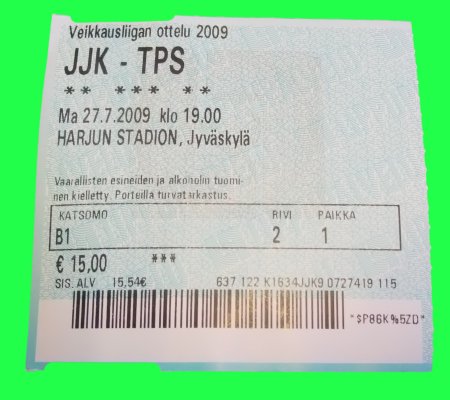 Veikkausliigan ottelu 2009
JJK - TPS
** *** **
Ma 27.7.2009 klo 19.00
HARJUN STADION, Jyväskylä
Vaarallisten esineiden ja alkoholin tuomi-
nen kielletty. Porteilla turvatarkastus.
KATSOMO RIVI PAIKKA
B1 2 1
€ 15,00 ***
SIS. ALV 15,54€ 637 122 K1634JJK9 0727419 115
*$P86K%5ZD*